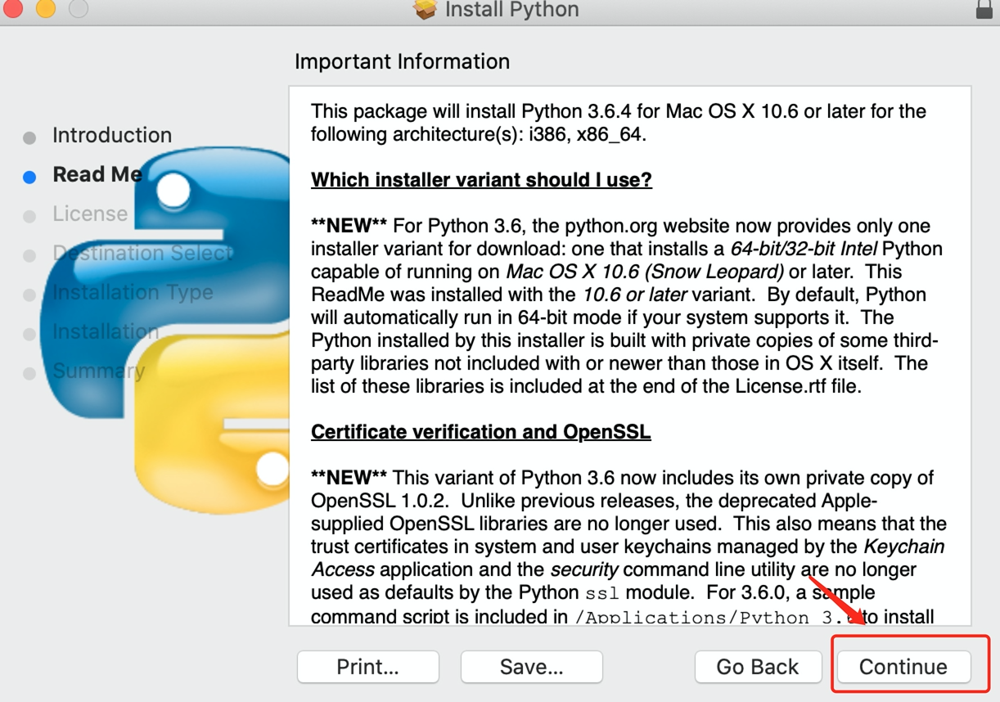 Install Python
Important Information
Introduction
Read Me
License
Destination Select
Installation Type
Installation
Summary
This package will install Python 3.6.4 for Mac OS X 10.6 or later for the
following architecture(s): i386, x86_64.
Which installer variant should I use?
**NEW** For Python 3.6, the python.org website now provides only one
installer variant for download: one that installs a 64-bit/32-bit Intel Python
capable of running on Mac OS X 10.6 (Snow Leopard) or later.  This
ReadMe was installed with the 10.6 or later variant.  By default, Python
will automatically run in 64-bit mode if your system supports it.  The
Python installed by this installer is built with private copies of some third-
party libraries not included with or newer than those in OS X itself.  The
list of these libraries is included at the end of the License.rtf file.
Certificate verification and OpenSSL
**NEW** This variant of Python 3.6 now includes its own private copy of
OpenSSL 1.0.2.  Unlike previous releases, the deprecated Apple-
supplied OpenSSL libraries are no longer used.  This also means that the
trust certificates in system and user keychains managed by the Keychain
Access application and the security command line utility are no longer
used as defaults by the Python ssl module.  For 3.6.0, a sample
command script is included in /Applications/Python 3.6 to install
Print...
Save...
Go Back
Continue